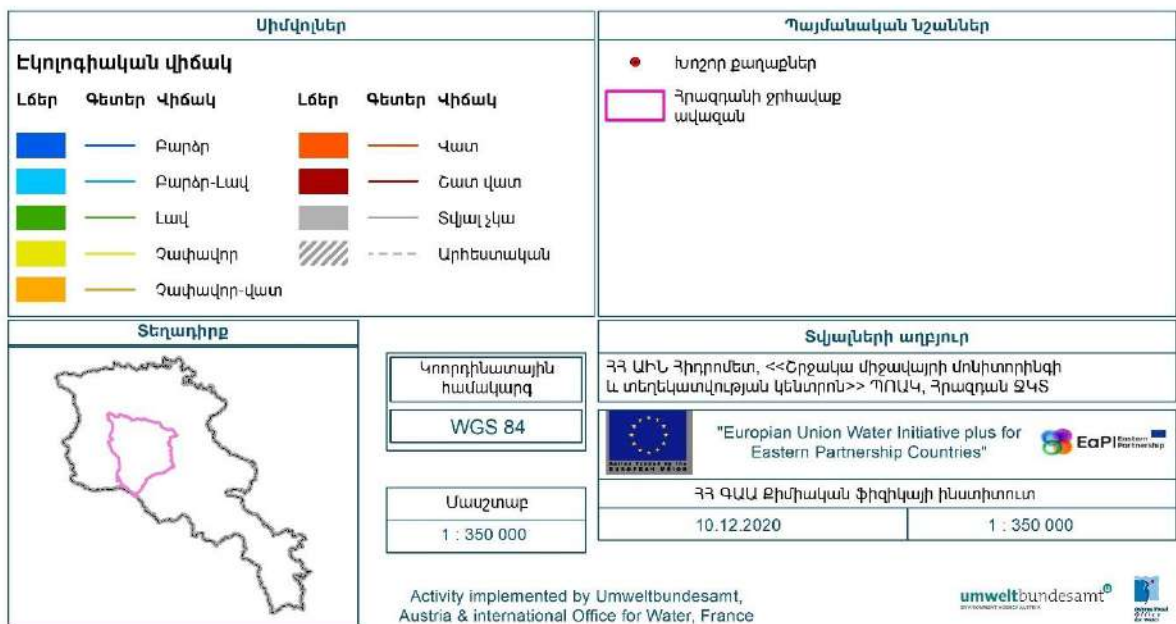 Սիմվոլներ
Էկոլոգիական վիճակ
Լճեր Գետեր Վիճակ Լճեր Գետեր Վիճակ
Բարձր Վատ
Բարձր-Լավ Շատ վատ
Լավ Տվյալ չկա
Չափավոր Արհեստական
Չափավոր-վատ
Պայմանական նշաններ
Խոշոր քաղաքներ
Հրազդանի ջրհավաք
ավազան
Տեղադիրք
Կոորդինատային
համակարգ
WGS 84
Մասշտաբ
1 : 350 000
Տվյալների աղբյուր
ՀՀ ԱԻՆ Հիդրոմետ, <<Շրջակա միջավայրի մոնիտորինգի
և տեղեկատվության կենտրոն>> ՊՈԱԿ, Հրազդան ՋԿՏ
"Europian Union Water Initiative plus for
Eastern Partnership Countries"
EaPI Eastern
Partnership
ՀՀ ԳԱԱ Քիմիական ֆիզիկայի ինստիտուտ
10.12.2020 1 : 350 000
Activity implemented by Umweltbundesamt,
Austria & international Office for Water, France
umweltbundesamt